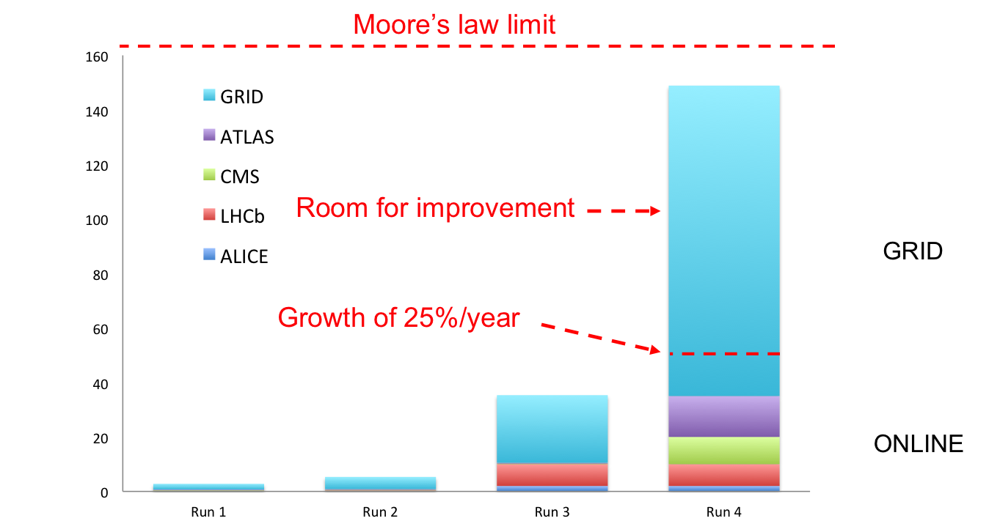 Moore’s law limit
160
140
120
100
80
60
40
20
0
GRID
ATLAS
CMS
LHCb
ALICE
Room for improvement
Growth of 25%/year
GRID
ONLINE
Run 1
Run 2
Run 3
Run 4